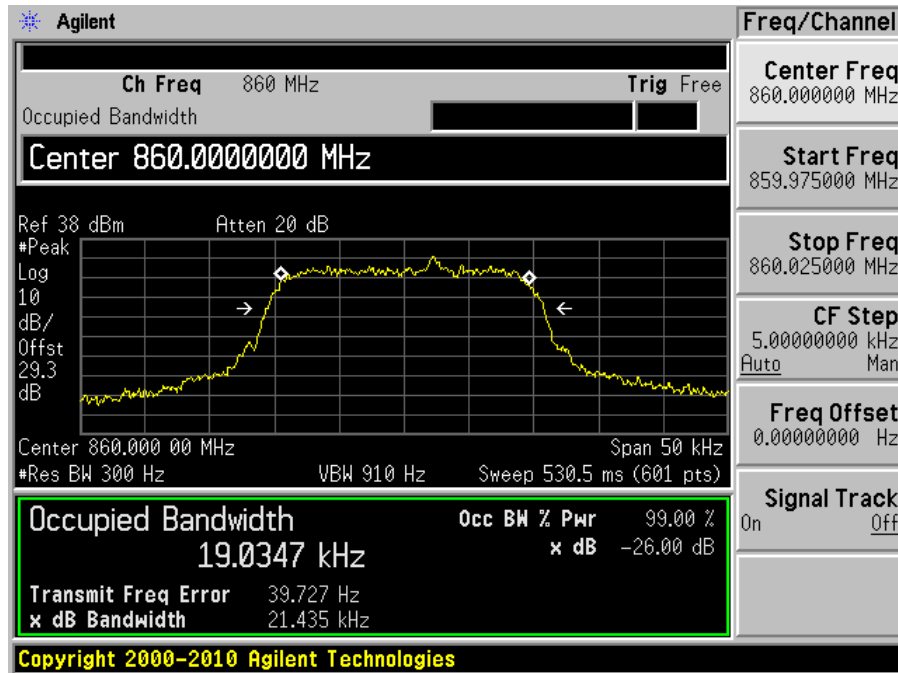 Agilent
Freq/Channel
Ch Freq 860 MHz Trig Free
Occupied Bandwidth
Center 860.0000000 MHz
Ref 38 dBm Atten 20 dB
#Peak
Log
10
dB/
Offst
29.3
dB
Center 860.000 00 MHz Span 50 kHz
#Res BW 300 Hz VBW 910 Hz Sweep 530.5 ms (601 pts)
Occupied Bandwidth
19.0347 kHz
Occ BW % Pwr 99.00 %
x dB -26.00 dB
Transmit Freq Error 39.727 Hz
x dB Bandwidth 21.435 kHz
Center Freq
860.000000 MHz
Start Freq
859.975000 MHz
Stop Freq
860.025000 MHz
CF Step
5.00000000 kHz
Auto Man
Freq Offset
0.00000000 Hz
Signal Track
On Off
Copyright 2000-2010 Agilent Technologies